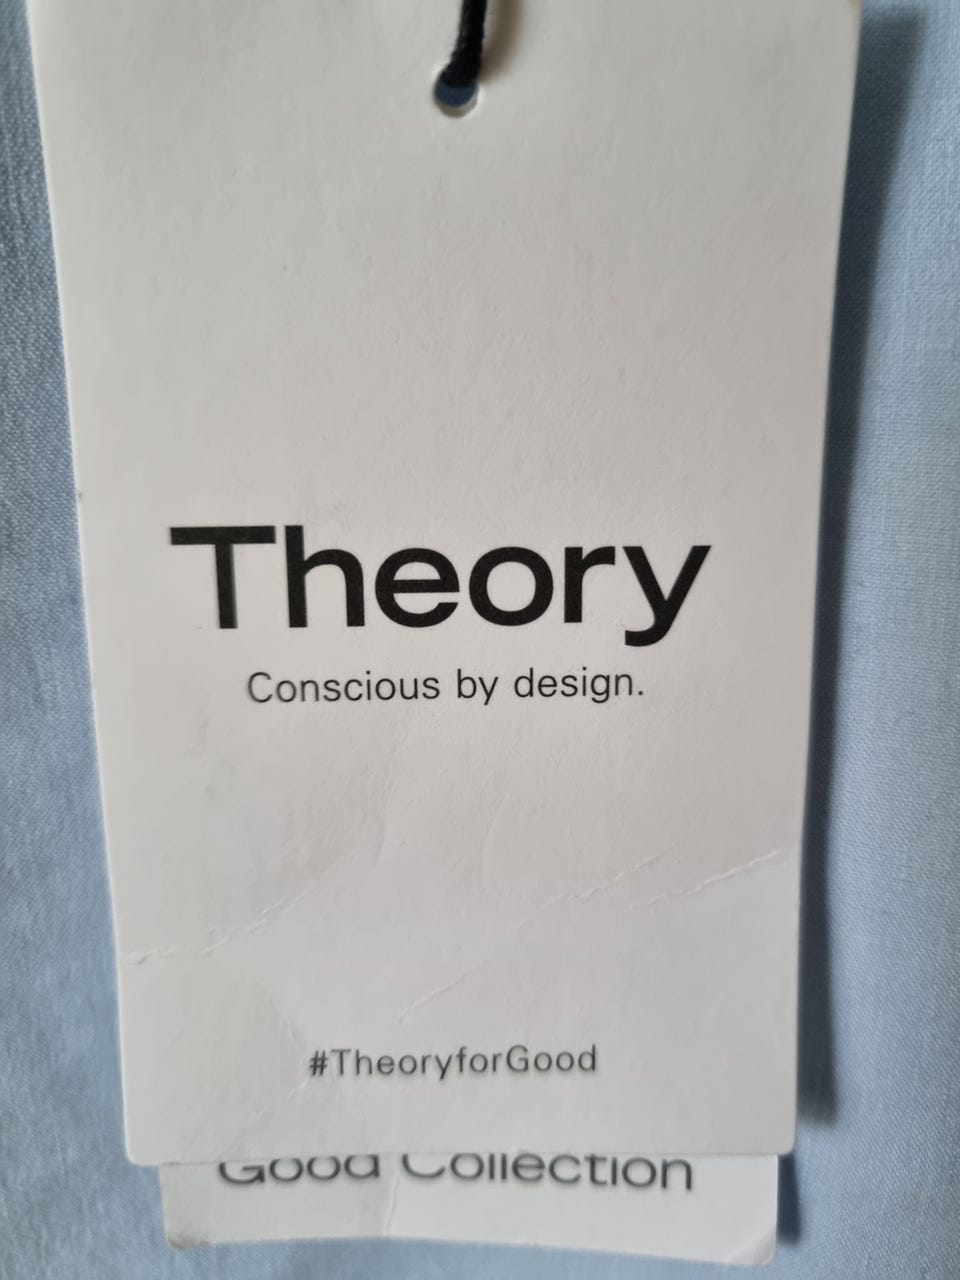 Theory
Conscious by design.
#TheoryforGood
Good Collection